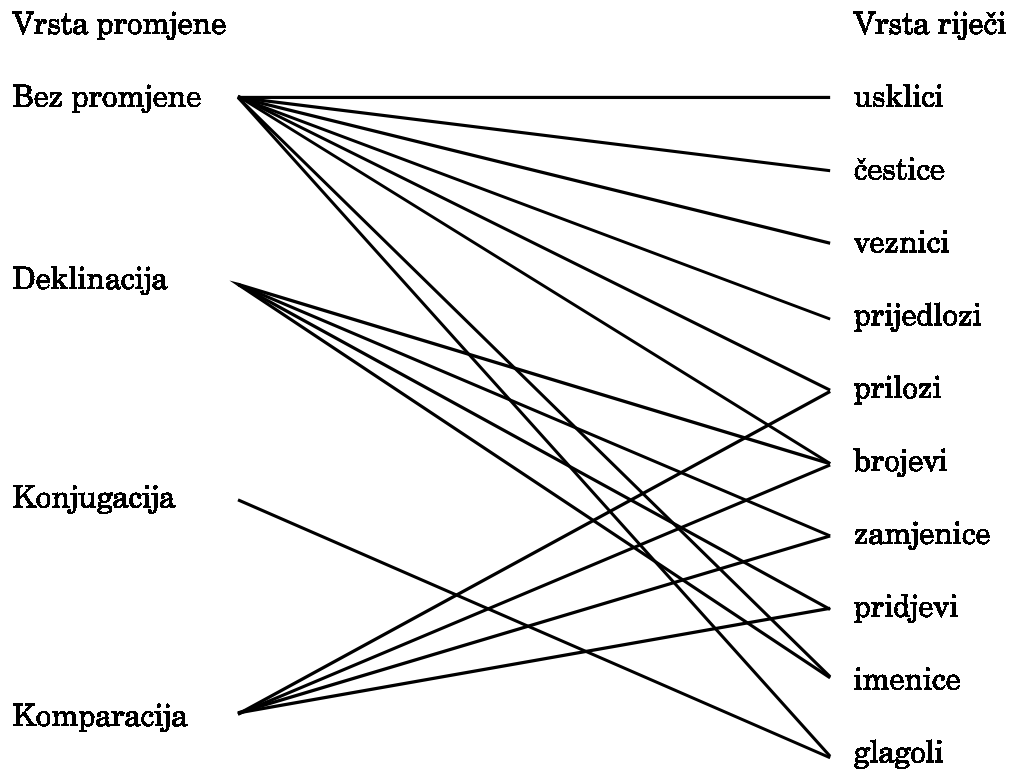 Vrsta promjene
Vrsta riječi
Bez promjene
usklici
čestice
veznici
Deklinacija
prijedlozi
prilozi
brojevi
Konjugacija
zamjenice
pridjevi
imenice
Komparacija
glagoli